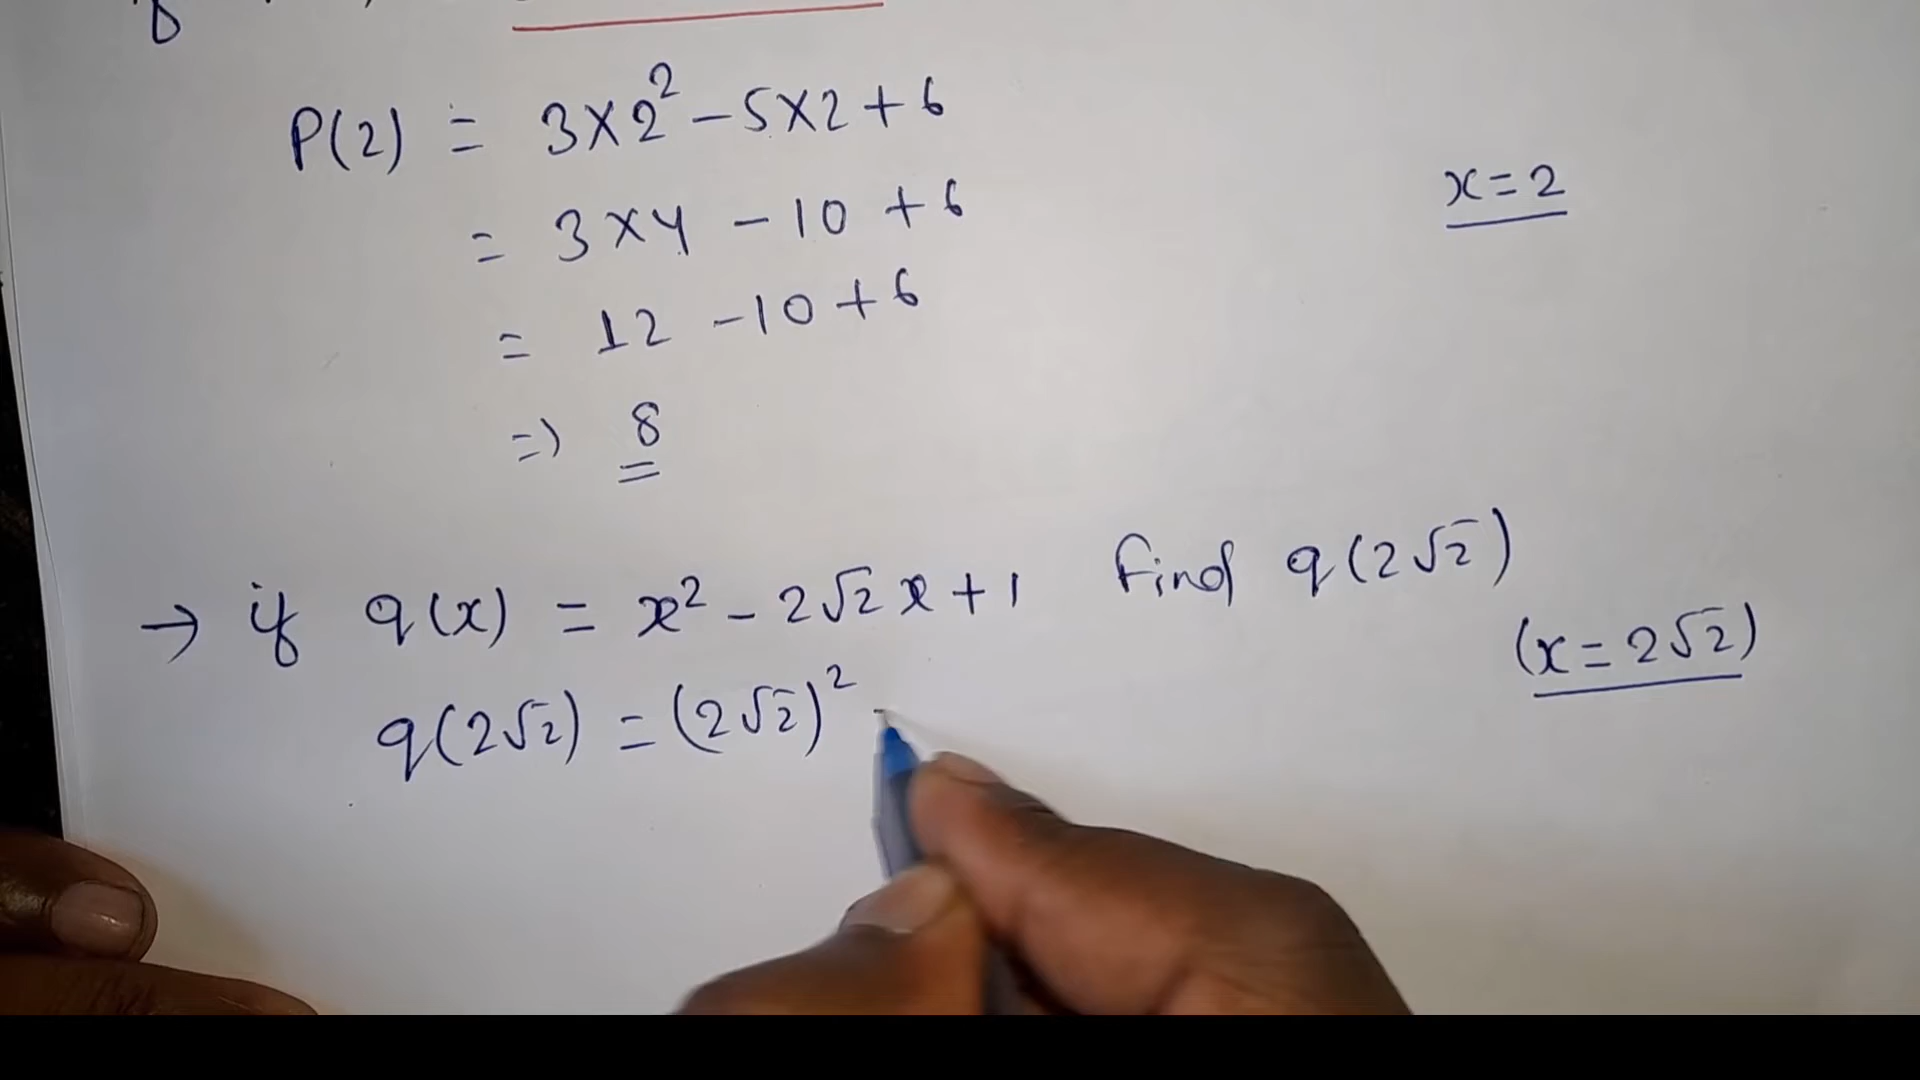 P(2) = 3×2² - 5×2 + 6
x = 2
= 3×4 - 10 + 6
= 12 - 10 + 6
=) 8
→ if q(x) = x² - 2√2 x + 1 Find q(2√2)
(x = 2√2)
q(2√2) = (2√2)² -